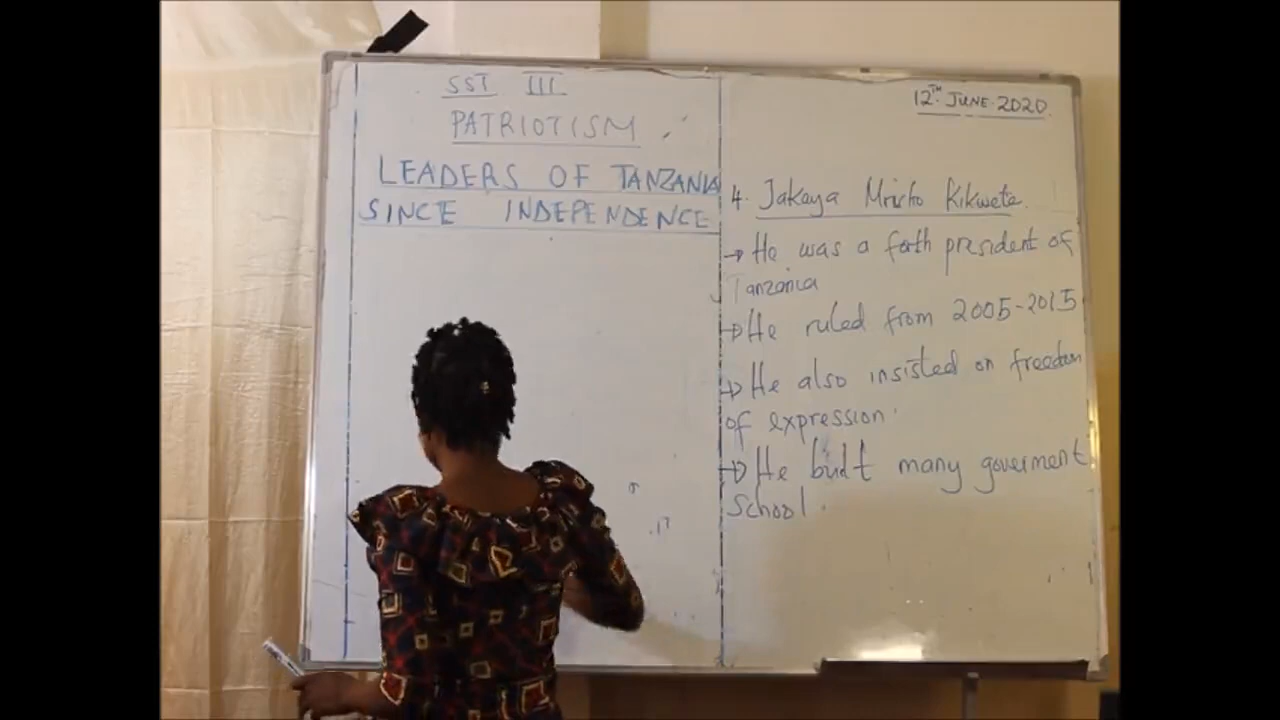 SST III
PATRIOTISM
LEADERS OF TANZANIA
SINCE INDEPENDENCE
12TH JUNE 2020.
4. Jakaya Mrisho Kikwete.
→ He was a forth president of
Tanzania
→ He ruled from 2005-2015
→ He also insisted on freedom
of expression.
→ He built many goverment
School.